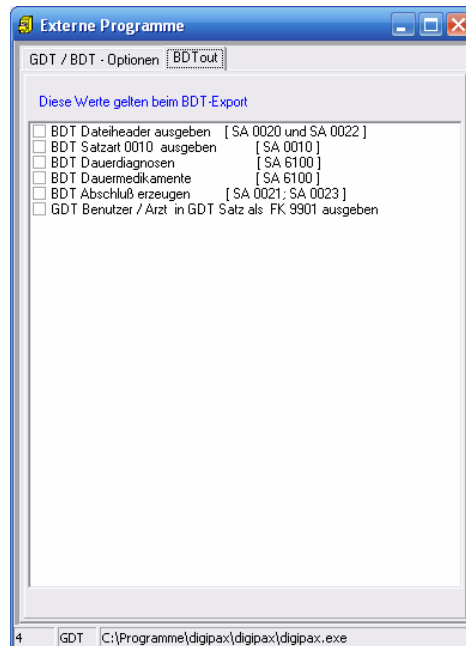 Externe Programme
GDT / BDT - Optionen BDTout
Diese Werte gelten beim BDT-Export
BDT Dateiheader ausgeben [ SA 0020 und SA 0022 ]
BDT Satzart 0010 ausgeben [ SA 0010 ]
BDT Dauerdiagnosen [ SA 6100 ]
BDT Dauermedikamente [ SA 6100 ]
BDT Abschluß erzeugen [ SA 0021; SA 0023 ]
GDT Benutzer / Arzt in GDT Satz als FK 9901 ausgeben
4 GDT C:\Programme\digipax\digipax\digipax.exe